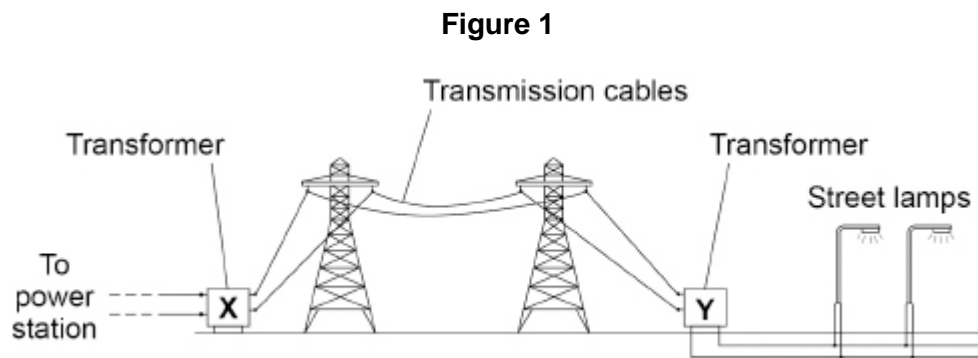 Figure 1
Transmission cables
Transformer
Transformer
Street lamps
To
power
station
X
Y